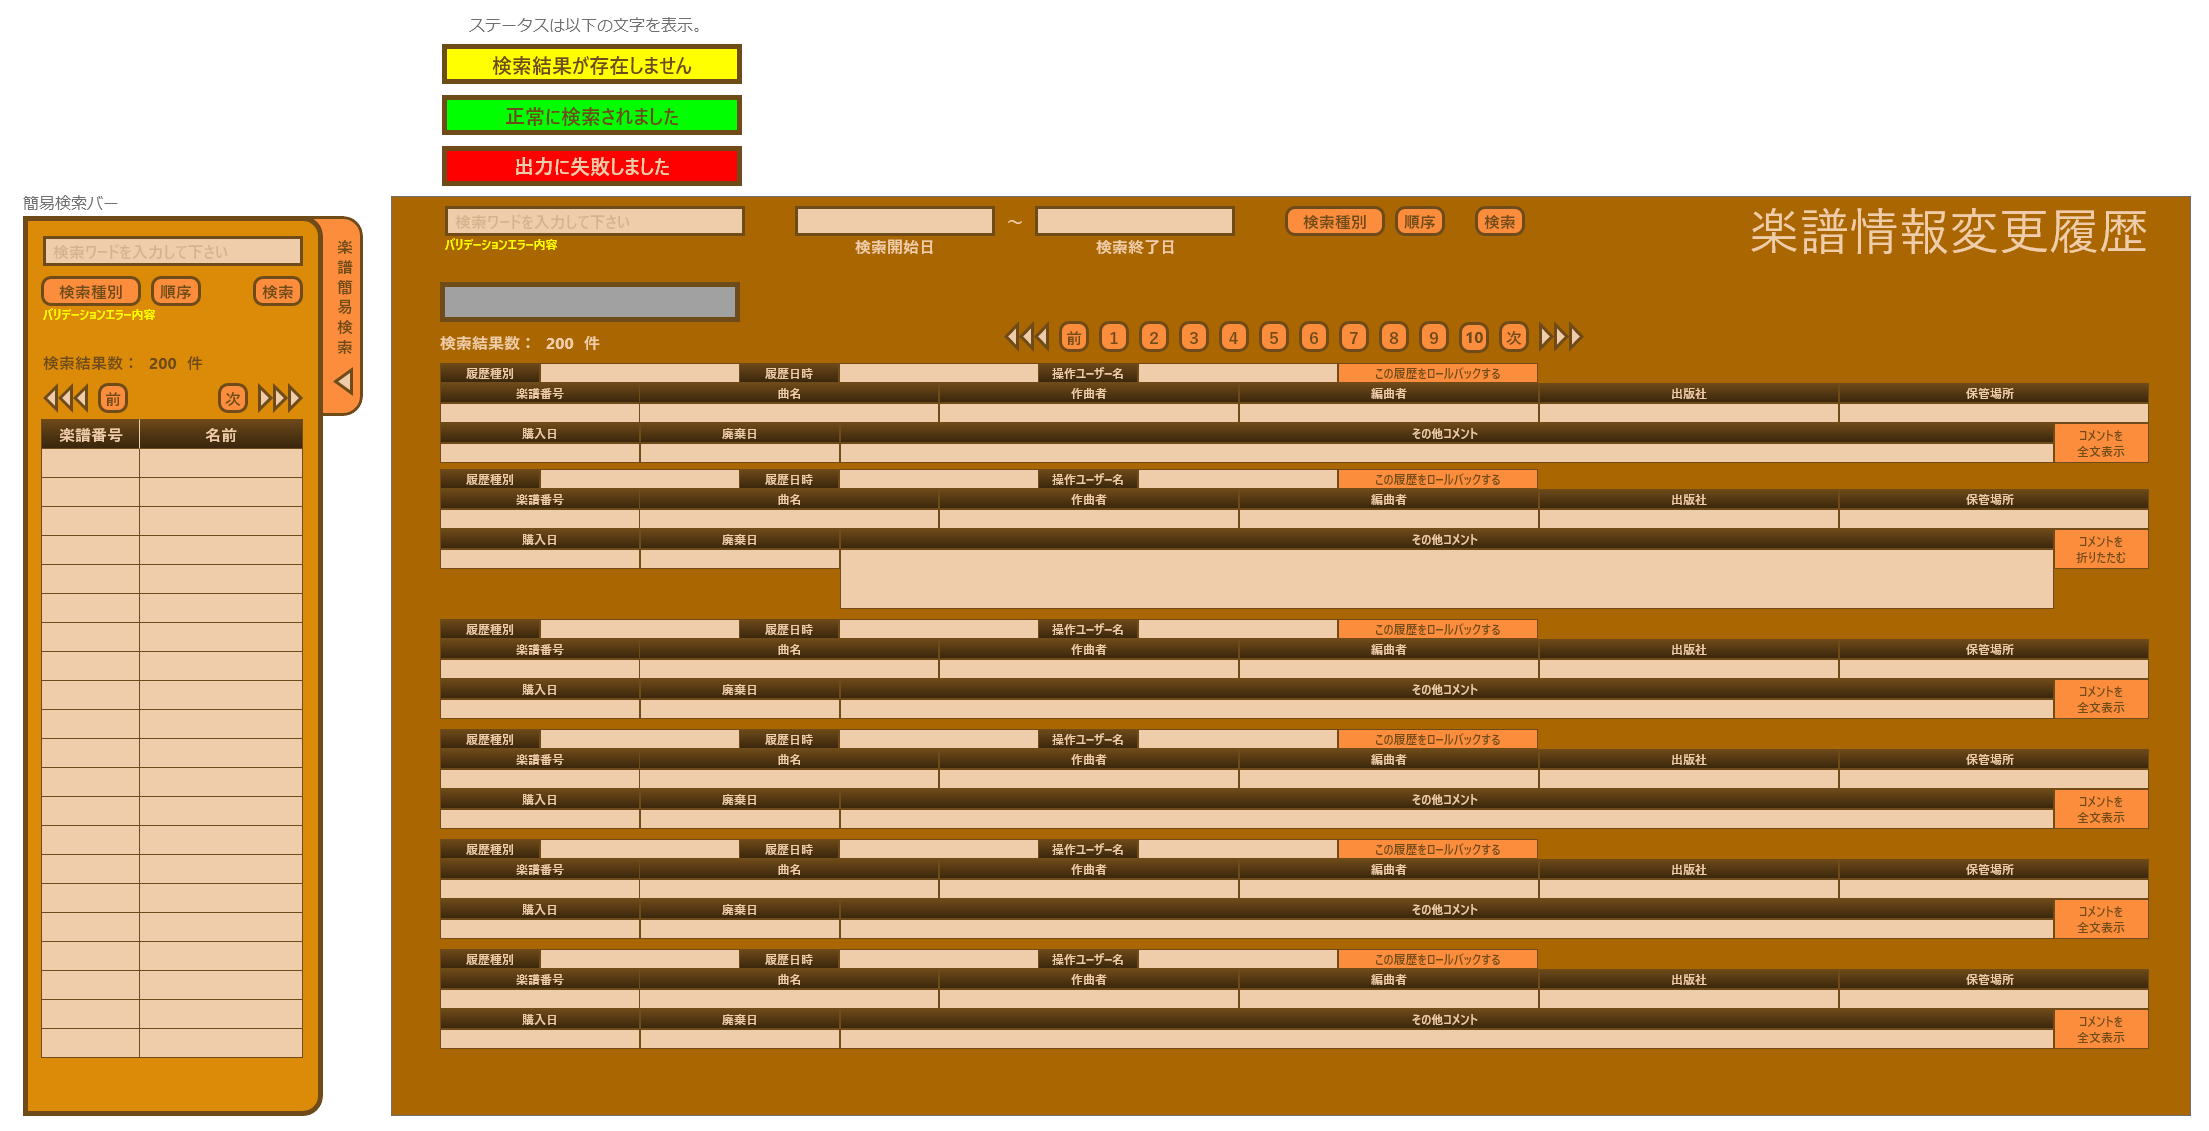 ステータスは以下の文字を表示。
検索結果が存在しません
正常に検索されました
出力に失敗しました
簡易検索バー
検索ワードを入力して下さい
検索種別 順序 検索
バリデーションエラー内容
検索結果数： 200 件
前 次
楽譜番号 名前
楽譜簡易検索
検索ワードを入力して下さい ～ 検索種別 順序 検索
バリデーションエラー内容
検索開始日 検索終了日
楽譜情報変更履歴
検索結果数： 200 件
前 1 2 3 4 5 6 7 8 9 10 次
履歴種別 履歴日時 操作ユーザー名 この履歴をロールバックする
楽譜番号 曲名 作曲者 編曲者 出版社 保管場所
購入日 廃棄日 その他コメント コメントを
全文表示
履歴種別 履歴日時 操作ユーザー名 この履歴をロールバックする
楽譜番号 曲名 作曲者 編曲者 出版社 保管場所
購入日 廃棄日 その他コメント コメントを
折りたたむ
履歴種別 履歴日時 操作ユーザー名 この履歴をロールバックする
楽譜番号 曲名 作曲者 編曲者 出版社 保管場所
購入日 廃棄日 その他コメント コメントを
全文表示
履歴種別 履歴日時 操作ユーザー名 この履歴をロールバックする
楽譜番号 曲名 作曲者 編曲者 出版社 保管場所
購入日 廃棄日 その他コメント コメントを
全文表示
履歴種別 履歴日時 操作ユーザー名 この履歴をロールバックする
楽譜番号 曲名 作曲者 編曲者 出版社 保管場所
購入日 廃棄日 その他コメント コメントを
全文表示
履歴種別 履歴日時 操作ユーザー名 この履歴をロールバックする
楽譜番号 曲名 作曲者 編曲者 出版社 保管場所
購入日 廃棄日 その他コメント コメントを
全文表示